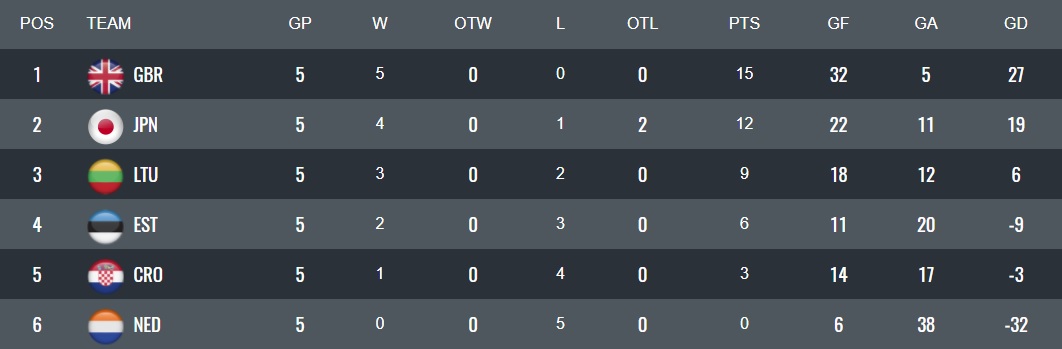 POS TEAM GP W OTW L OTL PTS GF GA GD
1 GBR 5 5 0 0 0 15 32 5 27
2 JPN 5 4 0 1 2 12 22 11 19
3 LTU 5 3 0 2 0 9 18 12 6
4 EST 5 2 0 3 0 6 11 20 -9
5 CRO 5 1 0 4 0 3 14 17 -3
6 NED 5 0 0 5 0 0 6 38 -32